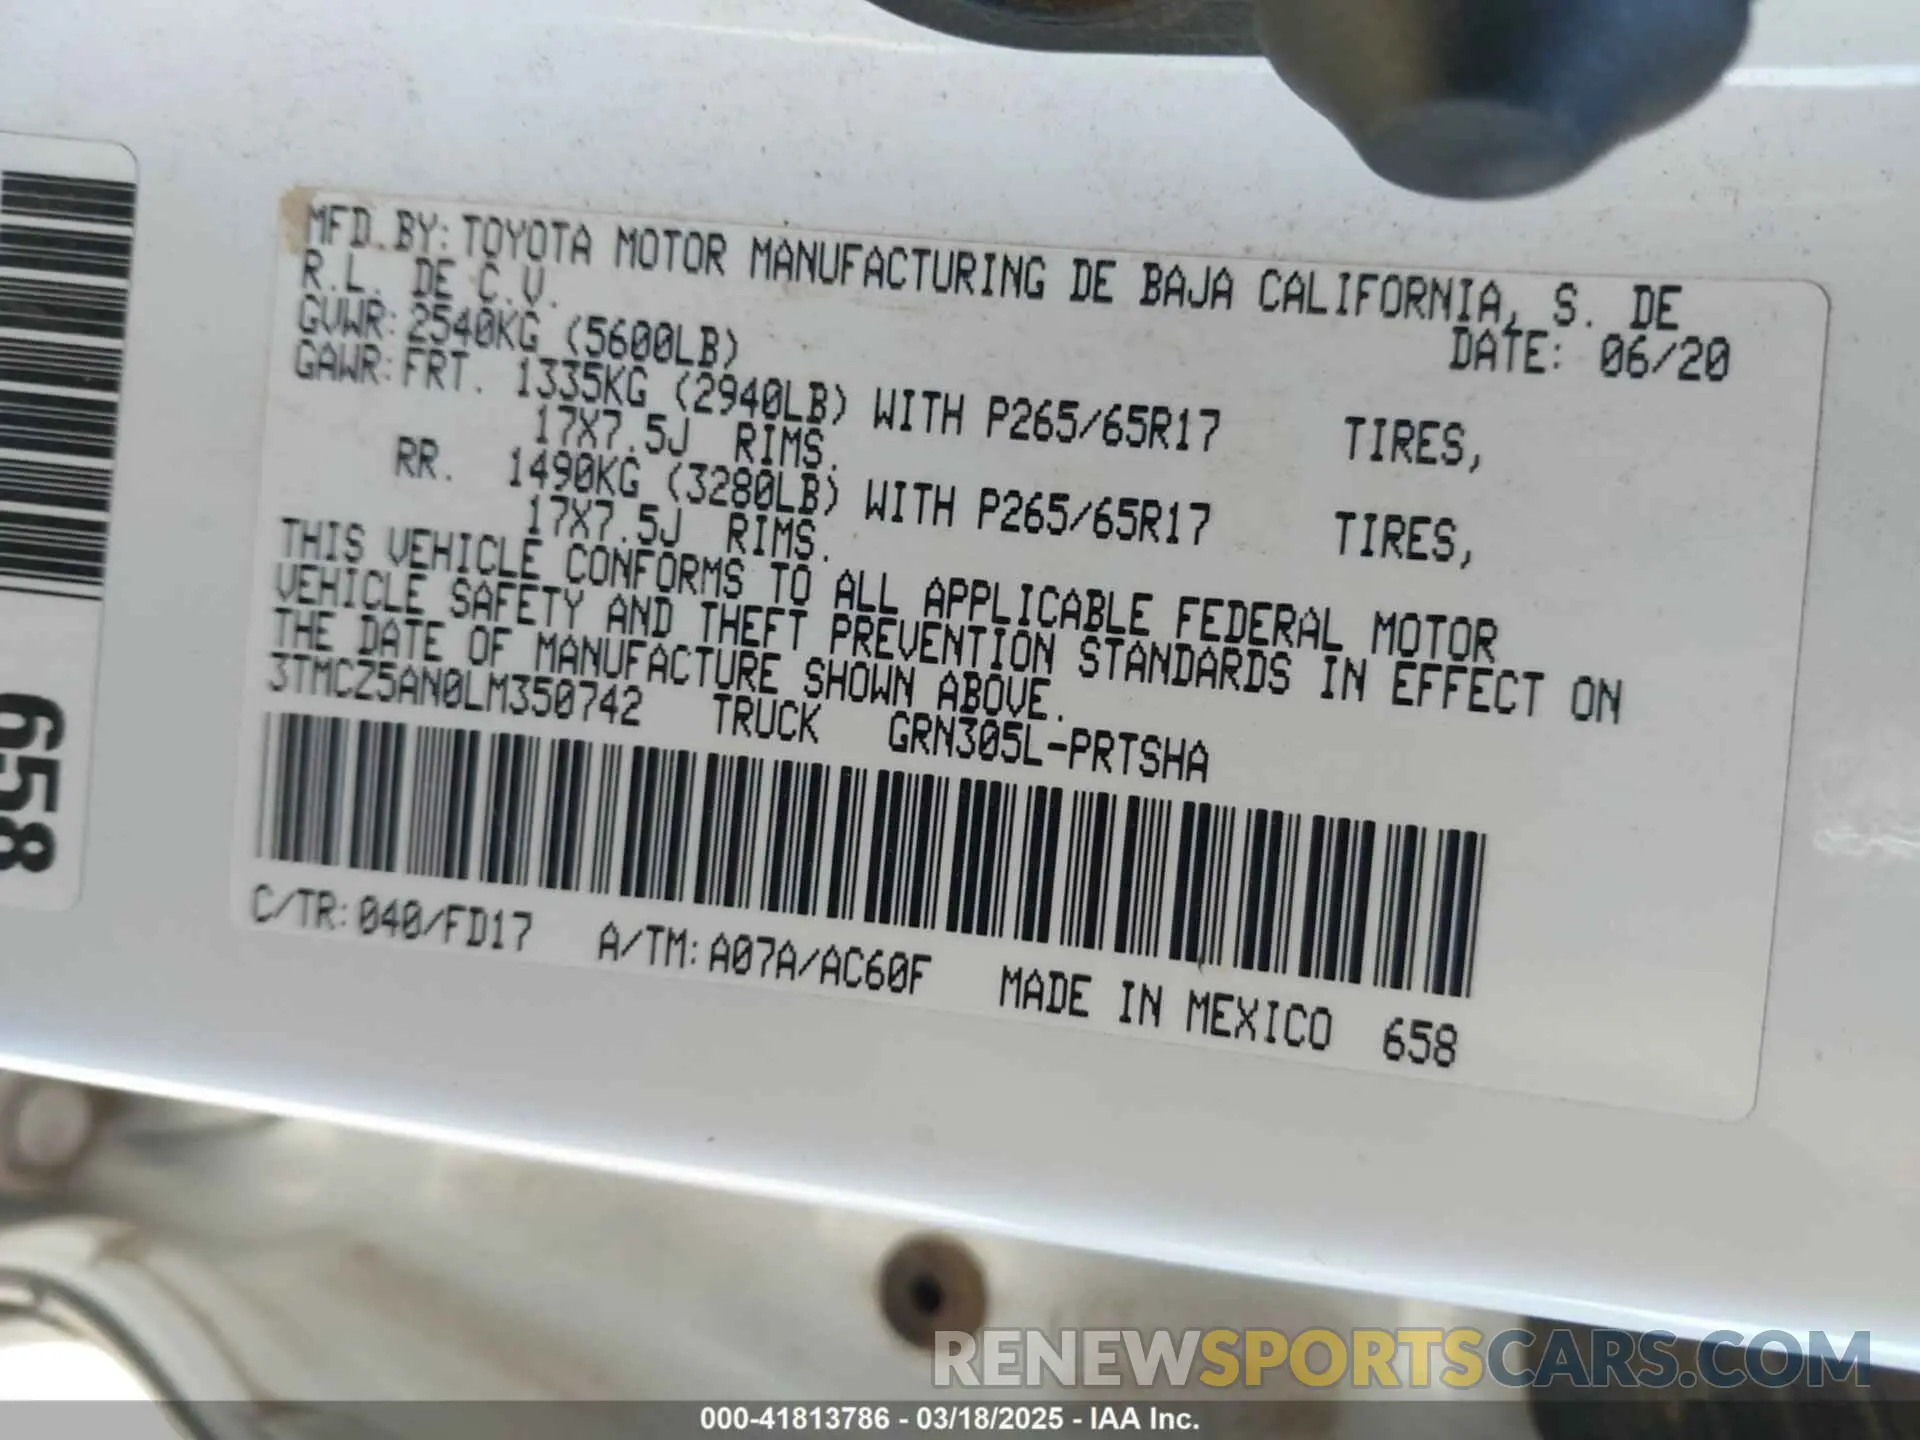 MFD. BY: TOYOTA MOTOR MANUFACTURING DE BAJA CALIFORNIA, S. DE
R.L. DE C.V.
DATE: 06/20
GVWR: 2540KG (5600LB)
GAWR: FRT. 1335KG (2940LB) WITH P265/65R17 TIRES,
17X7.5J RIMS.
RR. 1490KG (3280LB) WITH P265/65R17 TIRES,
17X7.5J RIMS.
THIS VEHICLE CONFORMS TO ALL APPLICABLE FEDERAL MOTOR
VEHICLE SAFETY AND THEFT PREVENTION STANDARDS IN EFFECT ON
THE DATE OF MANUFACTURE SHOWN ABOVE.
3TMCZ5AN0LM350742 TRUCK GRN305L-PRTSHA
C/TR: 040/FD17 A/TM: A07A/AC60F MADE IN MEXICO 658
658
RENEWSPORTSCARS.COM
000-41813786 - 03/18/2025 - IAA Inc.